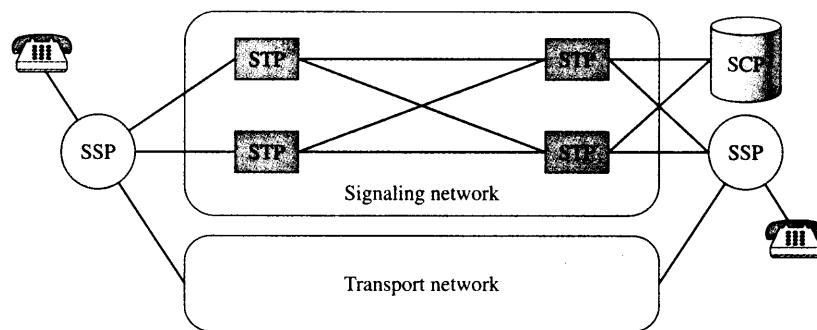 STP
STP
SCP
SSP
STP
STP
SSP
Signaling network
Transport network